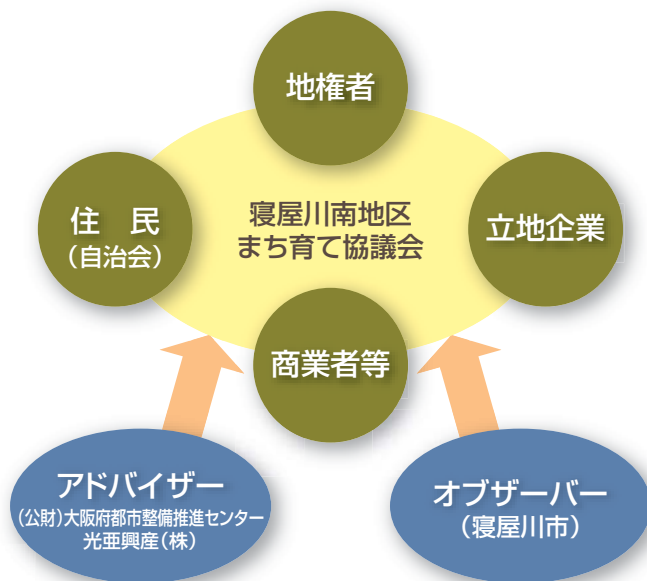 地権者
住　民
（自治会）
寝屋川南地区
まち育て協議会
立地企業
商業者等
アドバイザー
(公財)大阪府都市整備推進センター
光亜興産(株)
オブザーバー
（寝屋川市）